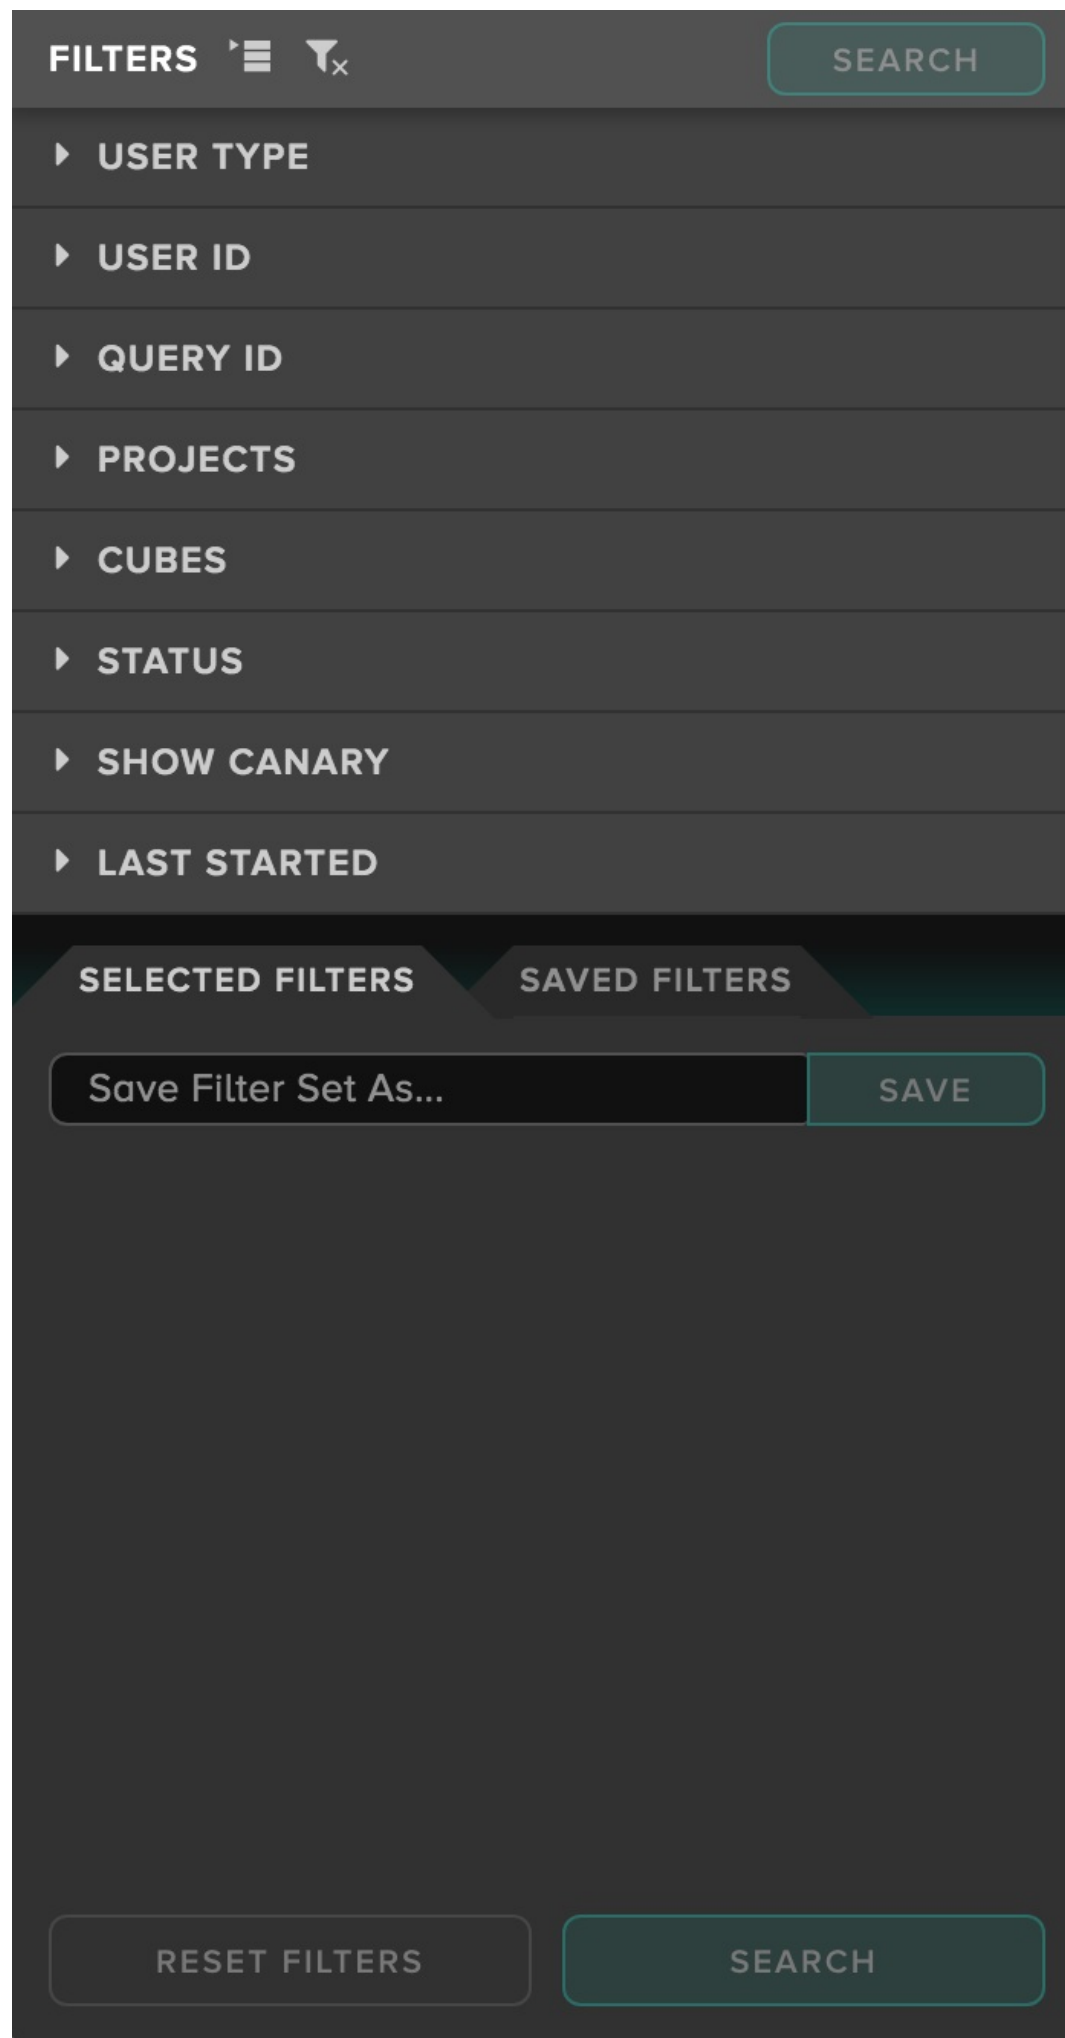 FILTERS
SEARCH
USER TYPE
USER ID
QUERY ID
PROJECTS
CUBES
STATUS
SHOW CANARY
LAST STARTED
SELECTED FILTERS
SAVED FILTERS
Save Filter Set As...
SAVE
RESET FILTERS
SEARCH